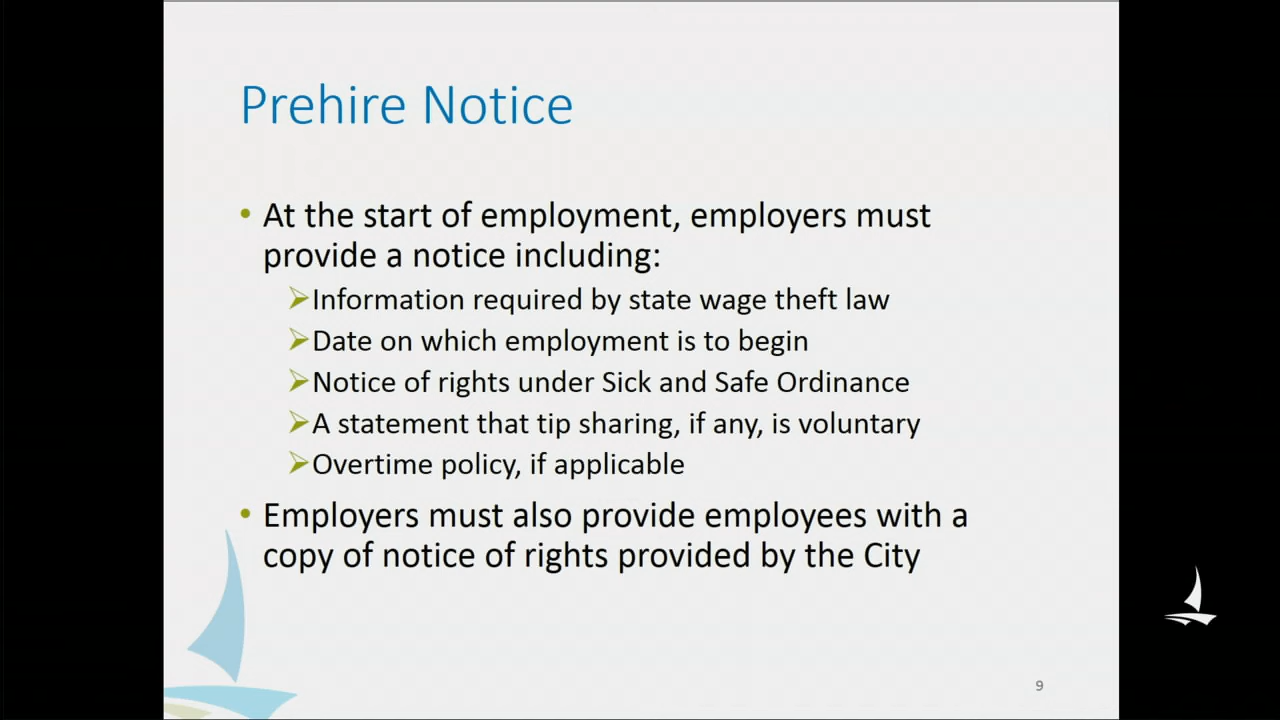 Prehire Notice
• At the start of employment, employers must
provide a notice including:
➢Information required by state wage theft law
➢Date on which employment is to begin
➢Notice of rights under Sick and Safe Ordinance
➢A statement that tip sharing, if any, is voluntary
➢Overtime policy, if applicable
• Employers must also provide employees with a
copy of notice of rights provided by the City
9